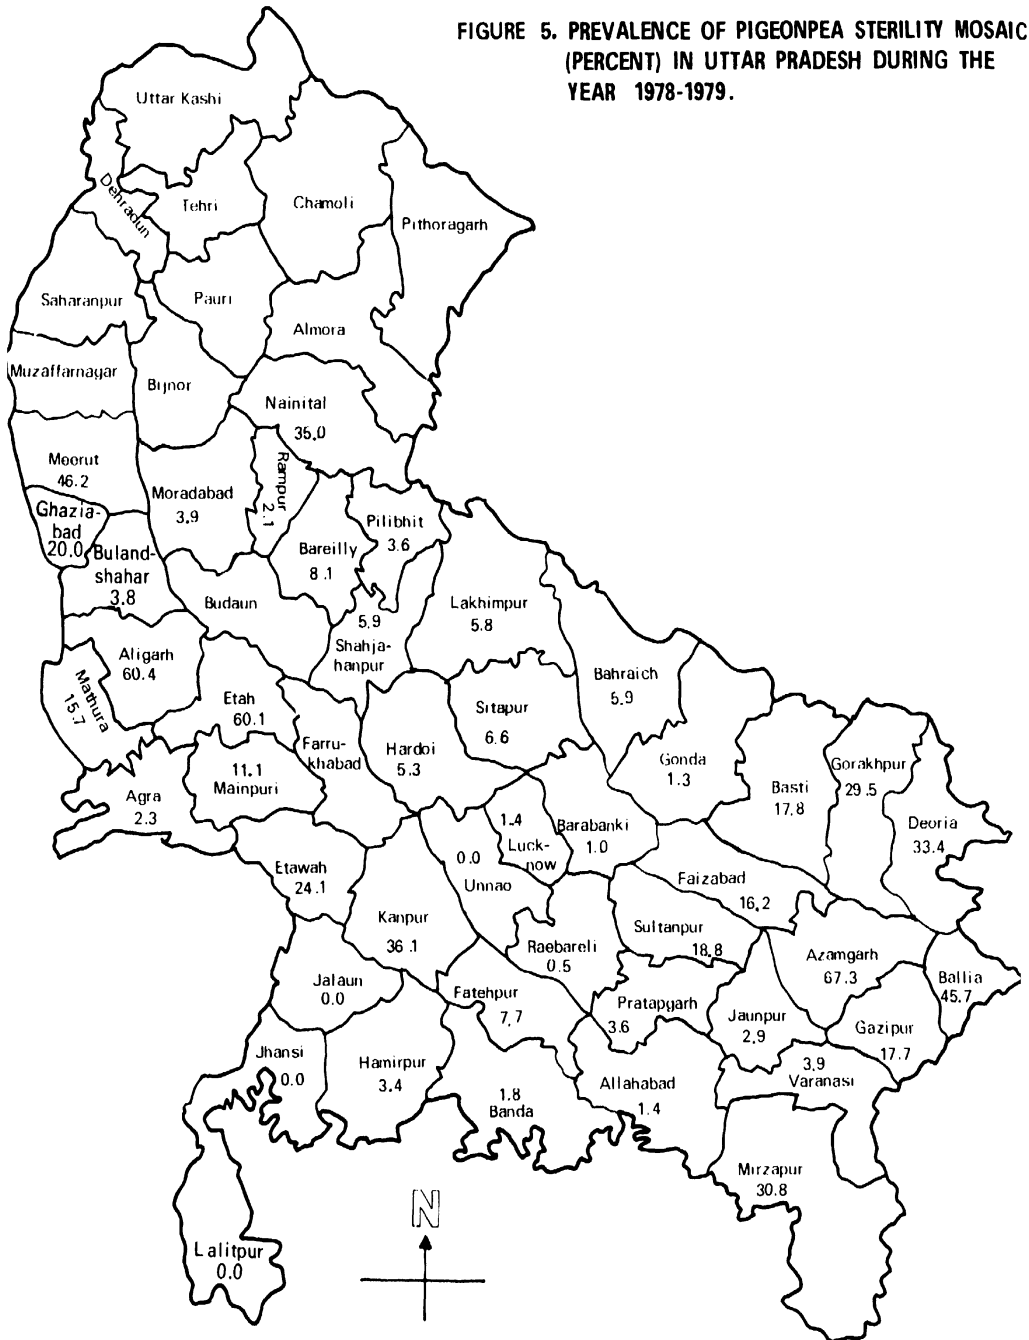 FIGURE 5. PREVALENCE OF PIGEONPEA STERILITY MOSAIC
(PERCENT) IN UTTAR PRADESH DURING THE
YEAR 1978-1979.
Uttar Kashi
Dehradun
Tehri
Chamoli
Pithoragarh
Saharanpur
Pauri
Almora
Muzaffarnagar
Bijnor
Nainital
35.0
Meerut
46.2
Moradabad
3.9
Rampur
2.1
Ghazia-
bad
20.0
Buland-
shahar
3.8
Bareilly
8.1
Pilibhit
3.6
Budaun
5.9
Shahja-
hanpur
Lakhimpur
5.8
Aligarh
60.4
Mathura
15.7
Etah
60.1
Bahraich
5.9
Sitapur
6.6
Farru-
khabad
Hardoi
5.3
11.1
Mainpuri
Agra
2.3
Gonda
1.3
Basti
17.8
Gorakhpur
29.5
Deoria
33.4
1.4
Luck-
now
Barabanki
1.0
Etawah
24.1
0.0
Unnao
Faizabad
16.2
Kanpur
36.1
Raebareli
0.5
Sultanpur
18.8
Azamgarh
67.3
Ballia
45.7
Jalaun
0.0
Fatehpur
7.7
Pratapgarh
3.6
Jaunpur
2.9
Gazipur
17.7
Jhansi
0.0
Hamirpur
3.4
1.8
Banda
Allahabad
1.4
3.9
Varanasi
Mirzapur
30.8
Lalitpur
0.0
N